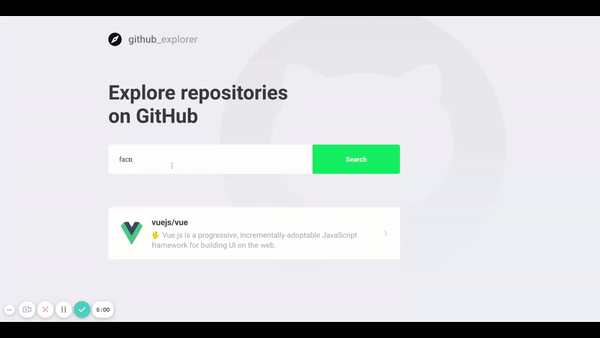 github_explorer
Explore repositories
on GitHub
facb
Search
vuejs/vue
🖖 Vue.js is a progressive, incrementally-adoptable JavaScript
framework for building UI on the web.
5:00